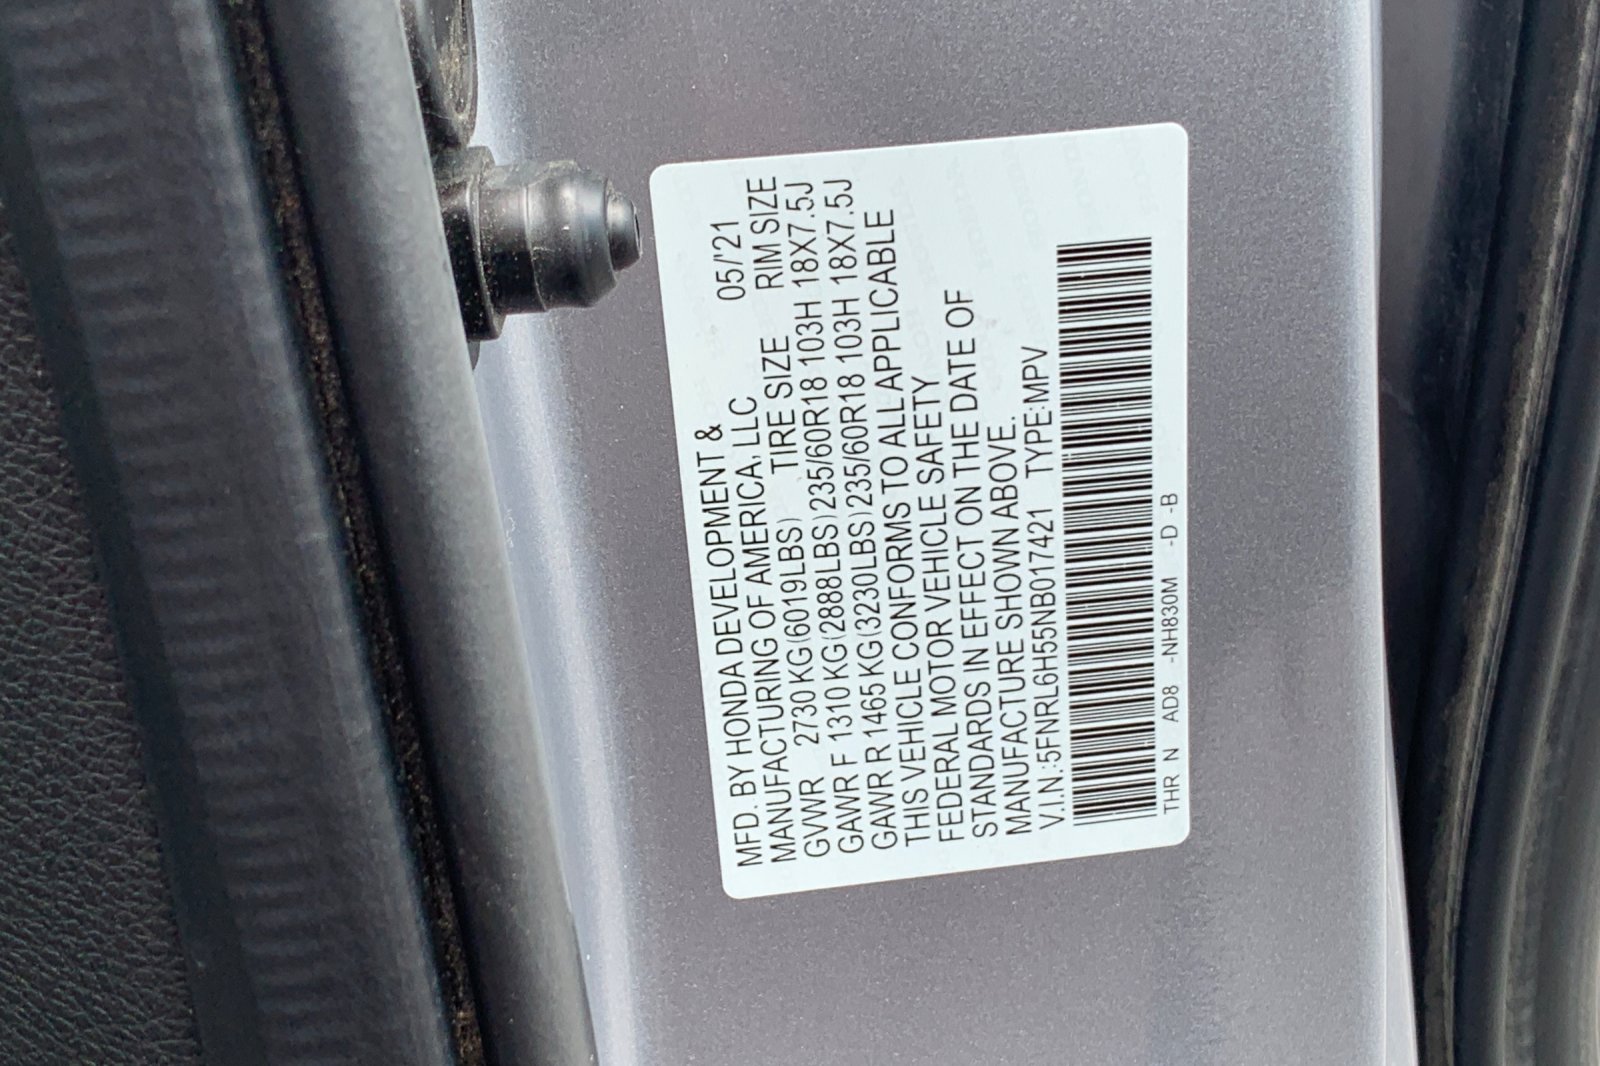 MFD. BY HONDA DEVELOPMENT & 05/'21
MANUFACTURING OF AMERICA, LLC
GVWR 2730 KG(6019LBS) TIRE SIZE RIM SIZE
GAWR F 1310 KG(2888LBS)235/60R18 103H 18X7.5J
GAWR R 1465 KG(3230LBS)235/60R18 103H 18X7.5J
THIS VEHICLE CONFORMS TO ALL APPLICABLE
FEDERAL MOTOR VEHICLE SAFETY
STANDARDS IN EFFECT ON THE DATE OF
MANUFACTURE SHOWN ABOVE.
V.I.N.:5FNRL6H55NB017421 TYPE:MPV
THR N AD8 -NH830M -D -B